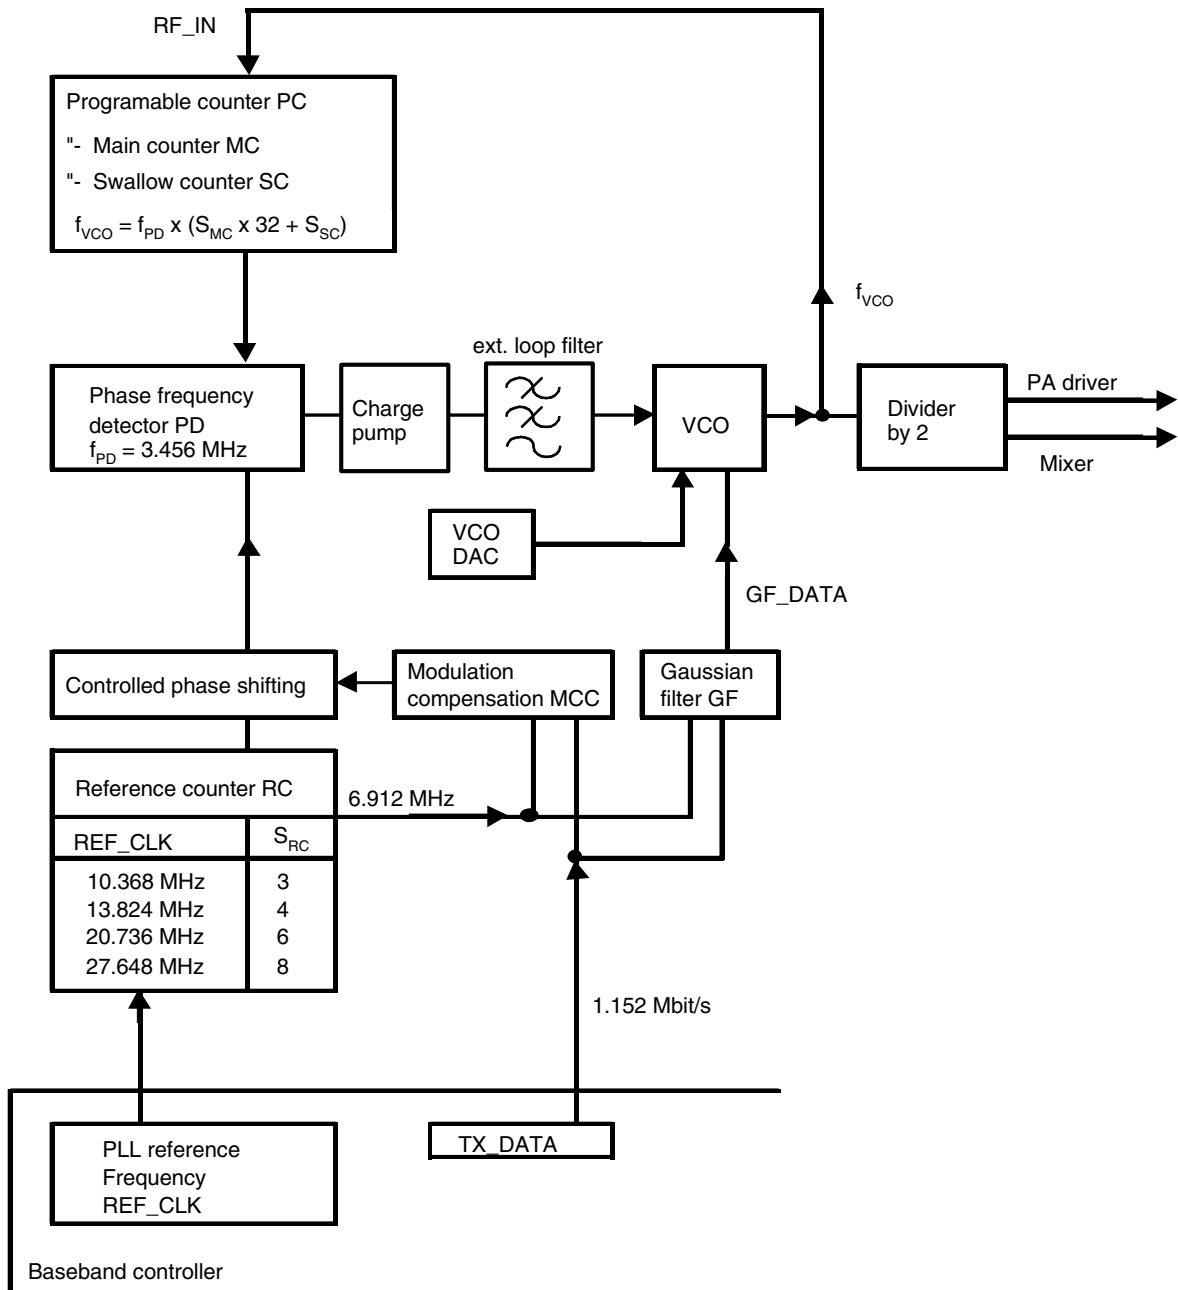 RF_IN
Programable counter PC
"- Main counter MC
"- Swallow counter SC
fVCO = fPD x (SMC x 32 + SSC)
fVCO
ext. loop filter
Phase frequency
detector PD
fPD = 3.456 MHz
Charge
pump
VCO
Divider
by 2
PA driver
Mixer
VCO
DAC
GF_DATA
Controlled phase shifting
Modulation
compensation MCC
Gaussian
filter GF
Reference counter RC
6.912 MHz
REF_CLK SRC
10.368 MHz 3
13.824 MHz 4
20.736 MHz 6
27.648 MHz 8
1.152 Mbit/s
PLL reference
Frequency
REF_CLK
TX_DATA
Baseband controller